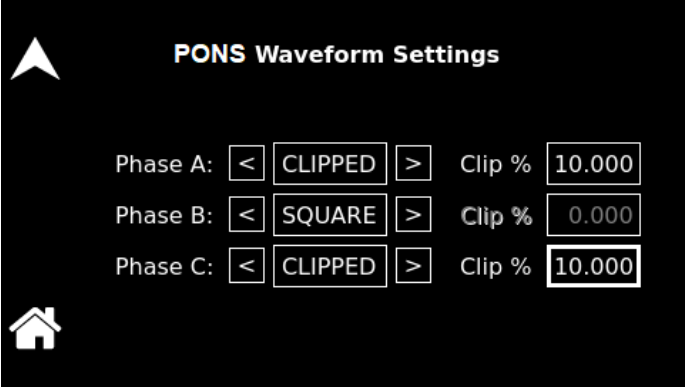 PONS Waveform Settings
Phase A: < CLIPPED > Clip % 10.000
Phase B: < SQUARE > Clip % 0.000
Phase C: < CLIPPED > Clip % 10.000